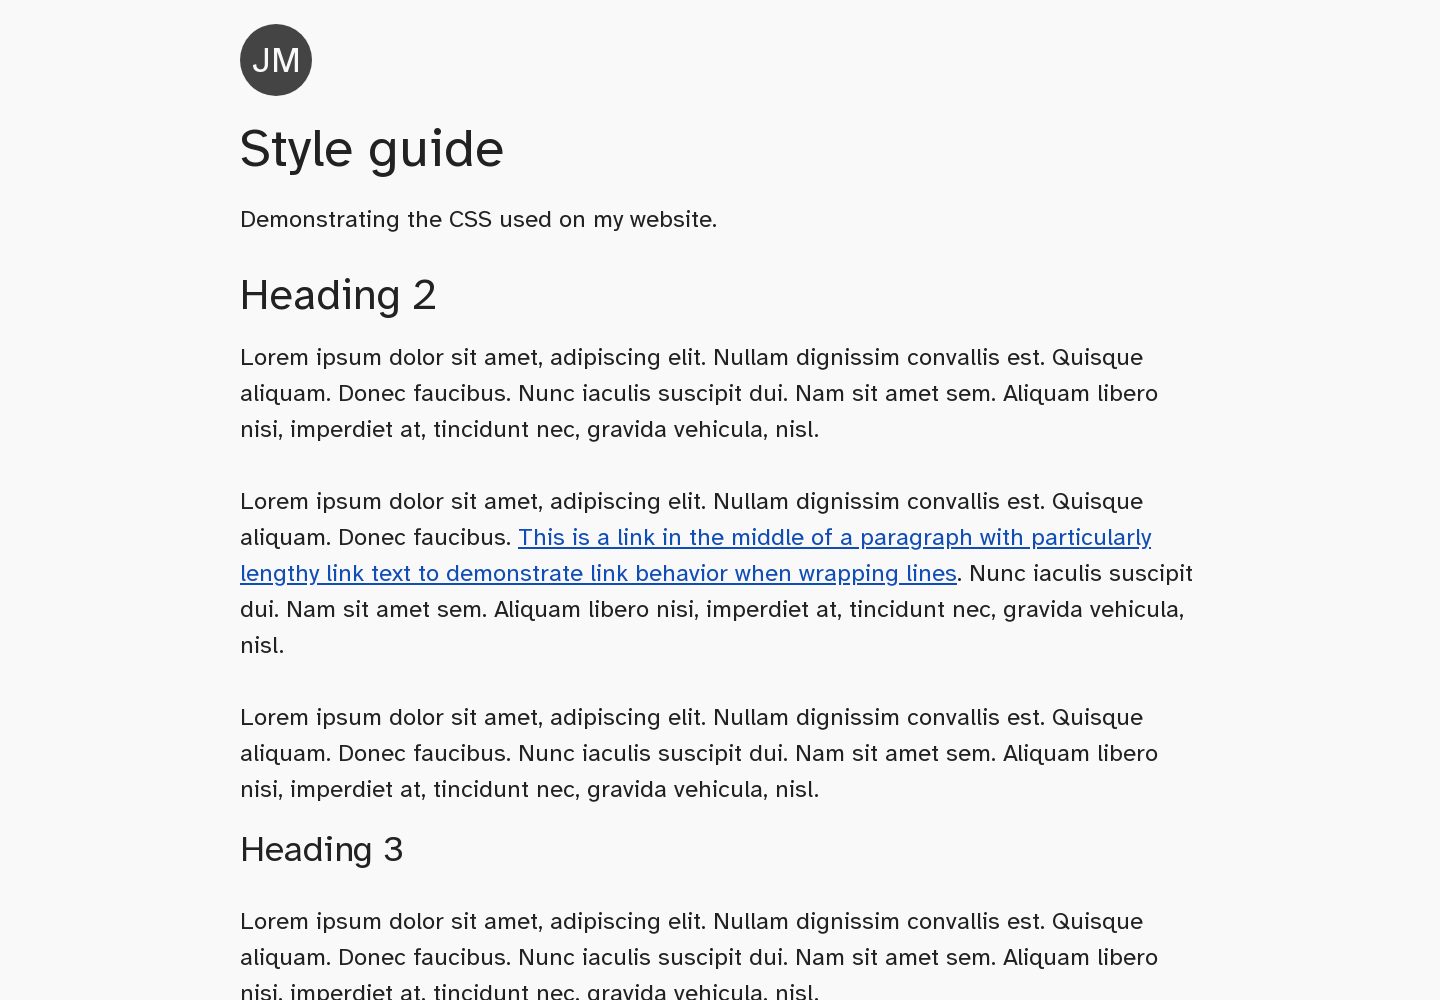 JM
Style guide
Demonstrating the CSS used on my website.
Heading 2
Lorem ipsum dolor sit amet, adipiscing elit. Nullam dignissim convallis est. Quisque
aliquam. Donec faucibus. Nunc iaculis suscipit dui. Nam sit amet sem. Aliquam libero
nisi, imperdiet at, tincidunt nec, gravida vehicula, nisl.
Lorem ipsum dolor sit amet, adipiscing elit. Nullam dignissim convallis est. Quisque
aliquam. Donec faucibus. This is a link in the middle of a paragraph with particularly
lengthy link text to demonstrate link behavior when wrapping lines. Nunc iaculis suscipit
dui. Nam sit amet sem. Aliquam libero nisi, imperdiet at, tincidunt nec, gravida vehicula,
nisl.
Lorem ipsum dolor sit amet, adipiscing elit. Nullam dignissim convallis est. Quisque
aliquam. Donec faucibus. Nunc iaculis suscipit dui. Nam sit amet sem. Aliquam libero
nisi, imperdiet at, tincidunt nec, gravida vehicula, nisl.
Heading 3
Lorem ipsum dolor sit amet, adipiscing elit. Nullam dignissim convallis est. Quisque
aliquam. Donec faucibus. Nunc iaculis suscipit dui. Nam sit amet sem. Aliquam libero
nisi, imperdiet at, tincidunt nec, gravida vehicula, nisl.